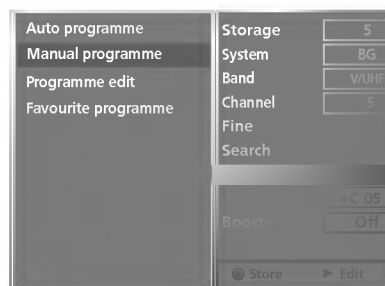 Auto programme
Manual programme
Programme edit
Favourite programme
Storage 5
System BG
Band V/UHF
Channel 5
Fine
Search
+C 05
Booster Off
Store ► Edit